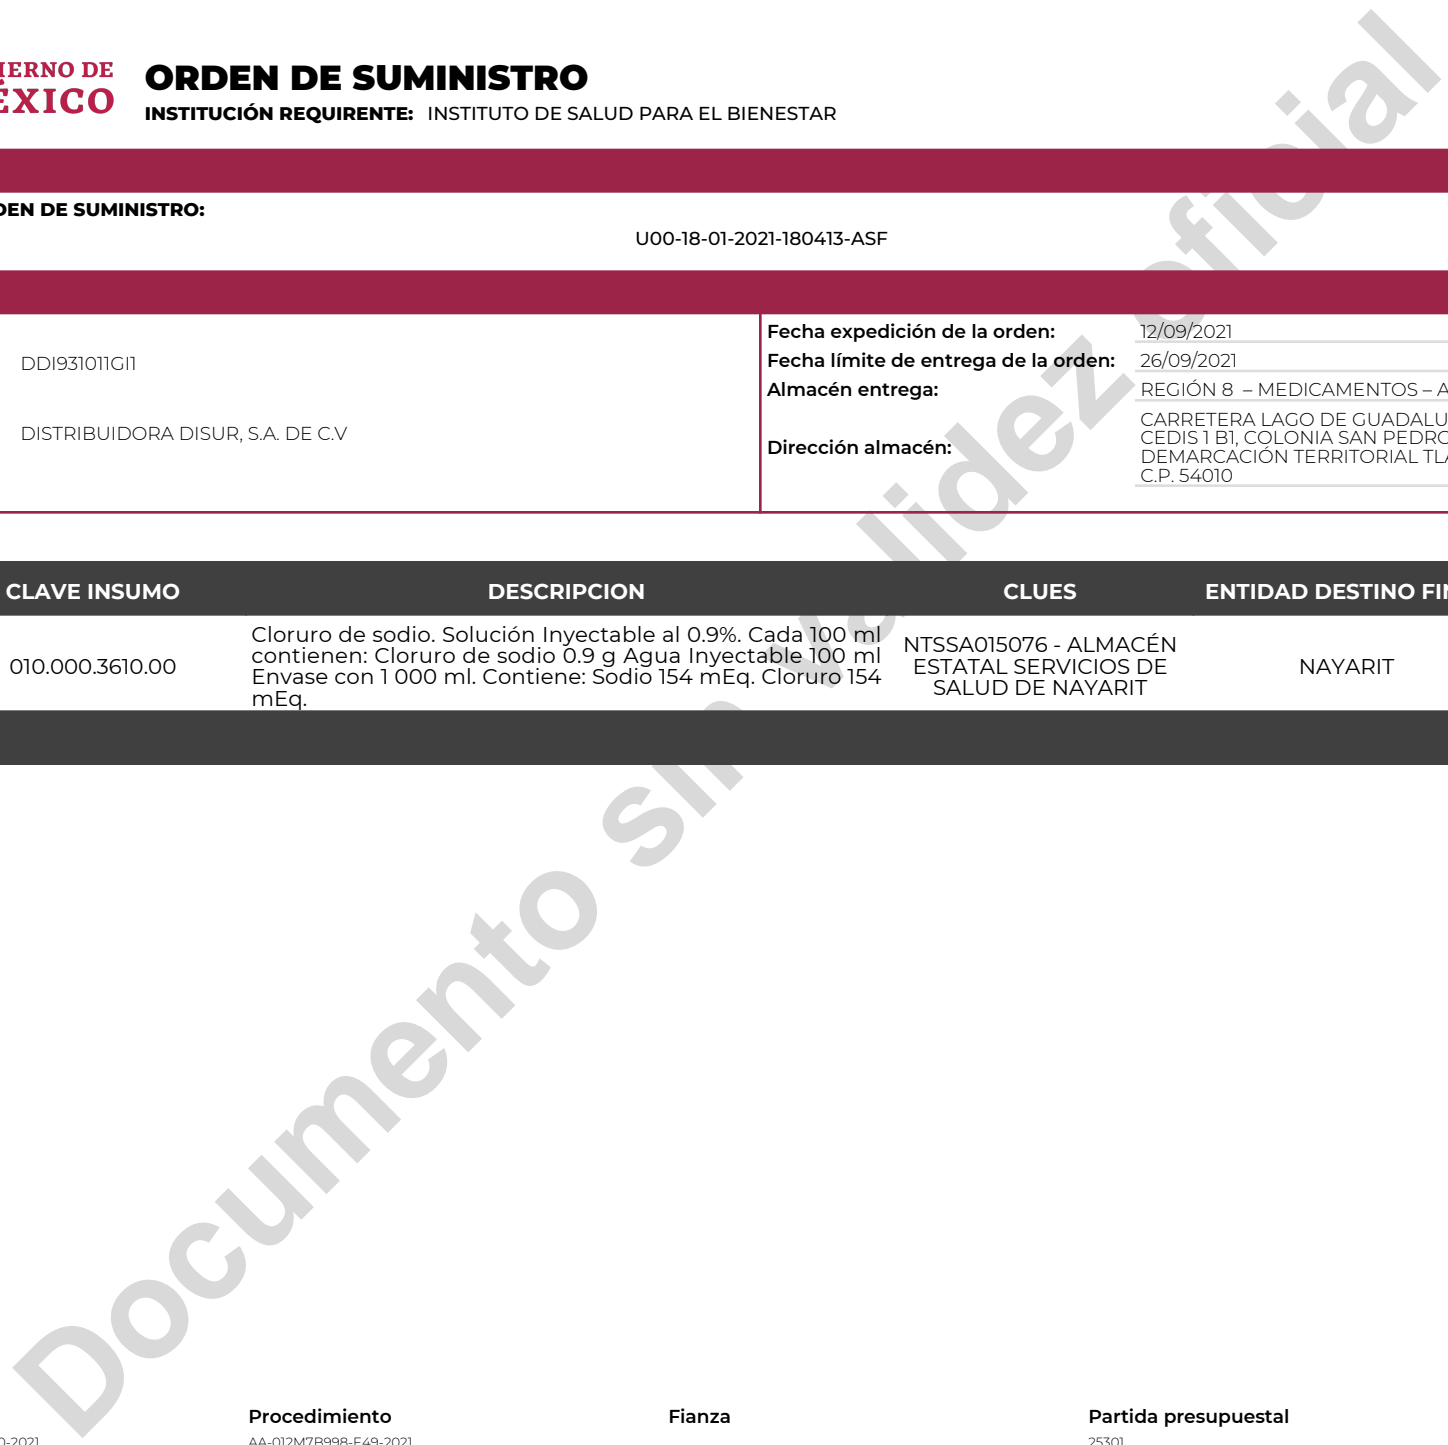 IERNO DE
ÉXICO
ORDEN DE SUMINISTRO
INSTITUCIÓN REQUIRENTE: INSTITUTO DE SALUD PARA EL BIENESTAR
DEN DE SUMINISTRO:
U00-18-01-2021-180413-ASF
DDI931011GI1
DISTRIBUIDORA DISUR, S.A. DE C.V
Fecha expedición de la orden: 12/09/2021
Fecha límite de entrega de la orden: 26/09/2021
Almacén entrega: REGIÓN 8 – MEDICAMENTOS – A
Dirección almacén:
CARRETERA LAGO DE GUADALU
CEDIS 1 B1, COLONIA SAN PEDRO
DEMARCACIÓN TERRITORIAL TLA
C.P. 54010
CLAVE INSUMO DESCRIPCION CLUES ENTIDAD DESTINO FIN
010.000.3610.00
Cloruro de sodio. Solución Inyectable al 0.9%. Cada 100 ml
contienen: Cloruro de sodio 0.9 g Agua Inyectable 100 ml
Envase con 1 000 ml. Contiene: Sodio 154 mEq. Cloruro 154
mEq.
NTSSA015076 - ALMACÉN
ESTATAL SERVICIOS DE
SALUD DE NAYARIT
NAYARIT
Documento sin validez oficial
Procedimiento Fianza Partida presupuestal
0-2021 AA-012M7B998-E49-2021 25301